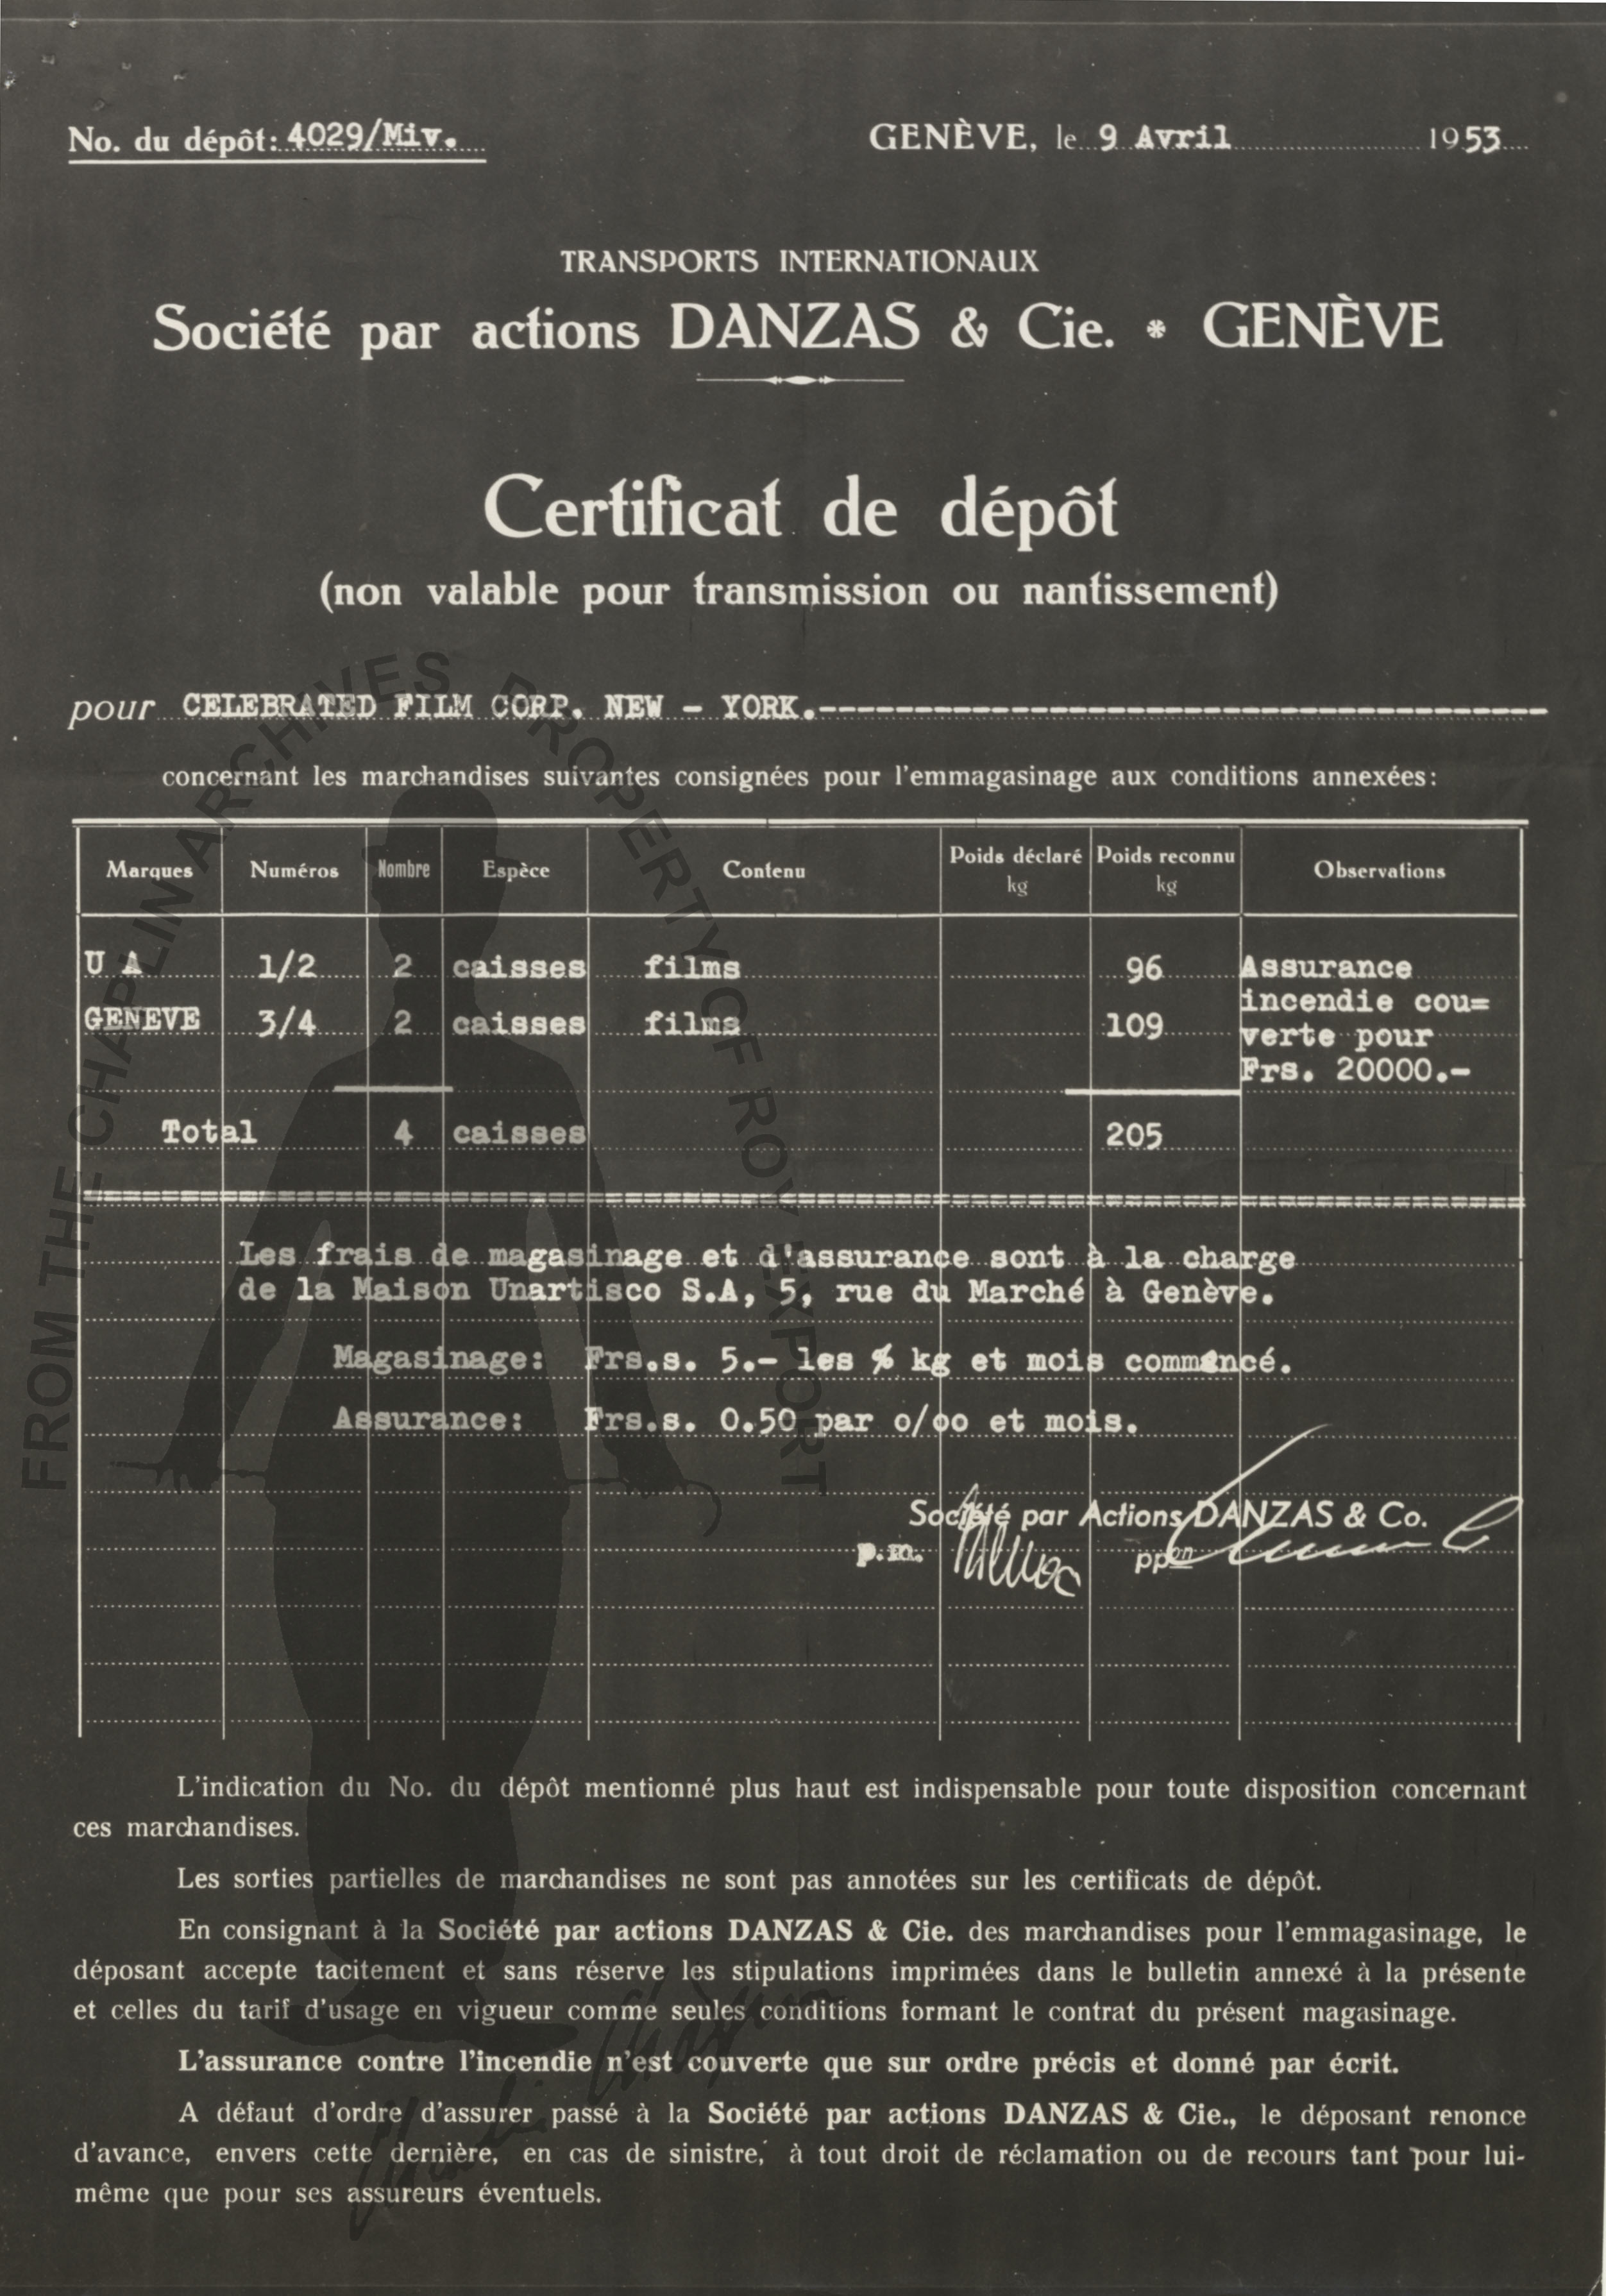 No. du dépôt: 4029/Miv.
GENÈVE, le 9 Avril 1953
TRANSPORTS INTERNATIONAUX
Société par actions DANZAS & Cie. * GENÈVE
Certificat de dépôt
(non valable pour transmission ou nantissement)
pour CELEBRATED FILM CORP. NEW - YORK.
concernant les marchandises suivantes consignées pour l'emmagasinage aux conditions annexées:
Marques Numéros Nombre Espèce Contenu Poids déclaré kg Poids reconnu kg Observations
U A 1/2 2 caisses films 96 Assurance
incendie cou=
GENEVE 3/4 2 caisses films 109 verte pour
Frs. 20000.-
Total 4 caisses 205
Les frais de magasinage et d'assurance sont à la charge
de la Maison Unartisco S.A, 5, rue du Marché à Genève.
Magasinage: Frs.s. 5.- les % kg et mois commencé.
Assurance: Frs.s. 0.50 par o/oo et mois.
Société par Actions DANZAS & Co.
p.m. ppon
L'indication du No. du dépôt mentionné plus haut est indispensable pour toute disposition concernant
ces marchandises.
Les sorties partielles de marchandises ne sont pas annotées sur les certificats de dépôt.
En consignant à la Société par actions DANZAS & Cie. des marchandises pour l'emmagasinage, le
déposant accepte tacitement et sans réserve les stipulations imprimées dans le bulletin annexé à la présente
et celles du tarif d'usage en vigueur comme seules conditions formant le contrat du présent magasinage.
L'assurance contre l'incendie n'est couverte que sur ordre précis et donné par écrit.
A défaut d'ordre d'assurer passé à la Société par actions DANZAS & Cie., le déposant renonce
d'avance, envers cette dernière, en cas de sinistre, à tout droit de réclamation ou de recours tant pour lui-
même que pour ses assureurs éventuels.
FROM THE CHAPLIN ARCHIVES PROPERTY OF ROY EXPORT
Charlie Chaplin